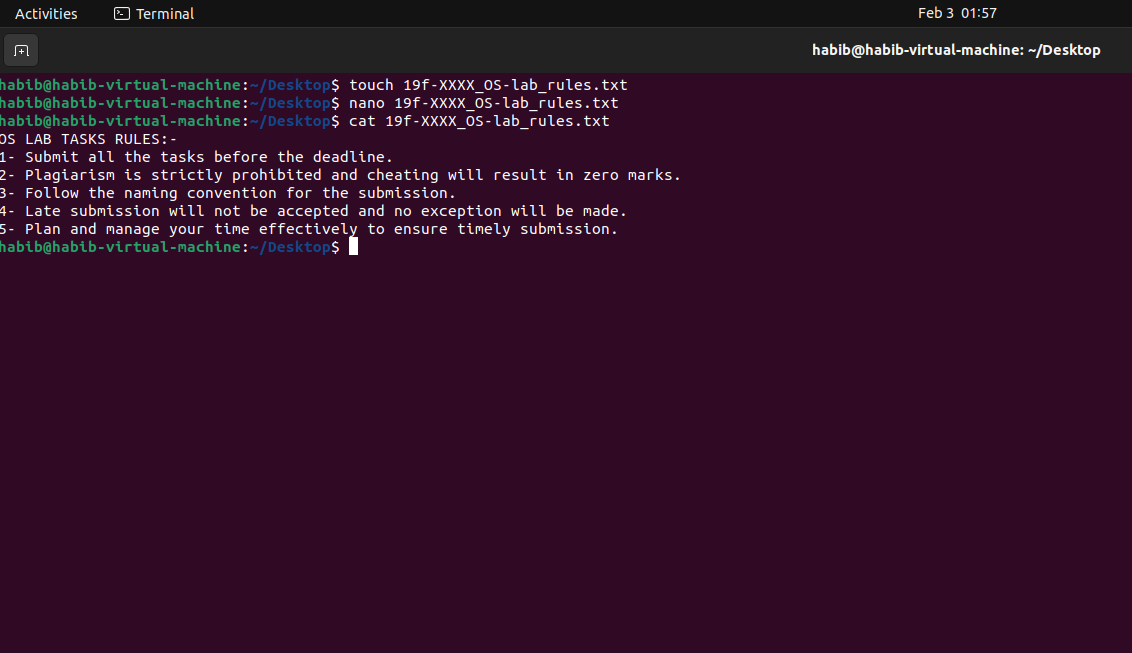 Activities Terminal Feb 3 01:57
habib@habib-virtual-machine: ~/Desktop
habib@habib-virtual-machine:~/Desktop$ touch 19f-XXXX_OS-lab_rules.txt
habib@habib-virtual-machine:~/Desktop$ nano 19f-XXXX_OS-lab_rules.txt
habib@habib-virtual-machine:~/Desktop$ cat 19f-XXXX_OS-lab_rules.txt
OS LAB TASKS RULES:-
1- Submit all the tasks before the deadline.
2- Plagiarism is strictly prohibited and cheating will result in zero marks.
3- Follow the naming convention for the submission.
4- Late submission will not be accepted and no exception will be made.
5- Plan and manage your time effectively to ensure timely submission.
habib@habib-virtual-machine:~/Desktop$